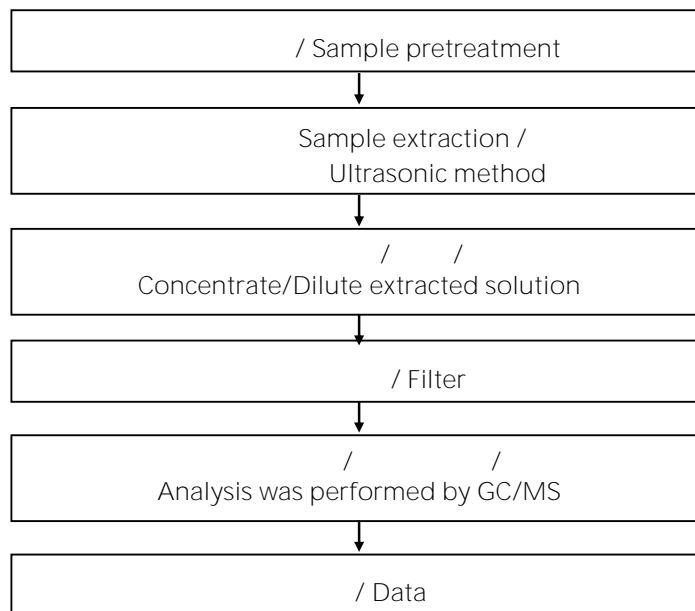 / Sample pretreatment
Sample extraction /
Ultrasonic method
/ /
Concentrate/Dilute extracted solution
/ Filter
/ /
Analysis was performed by GC/MS
/ Data